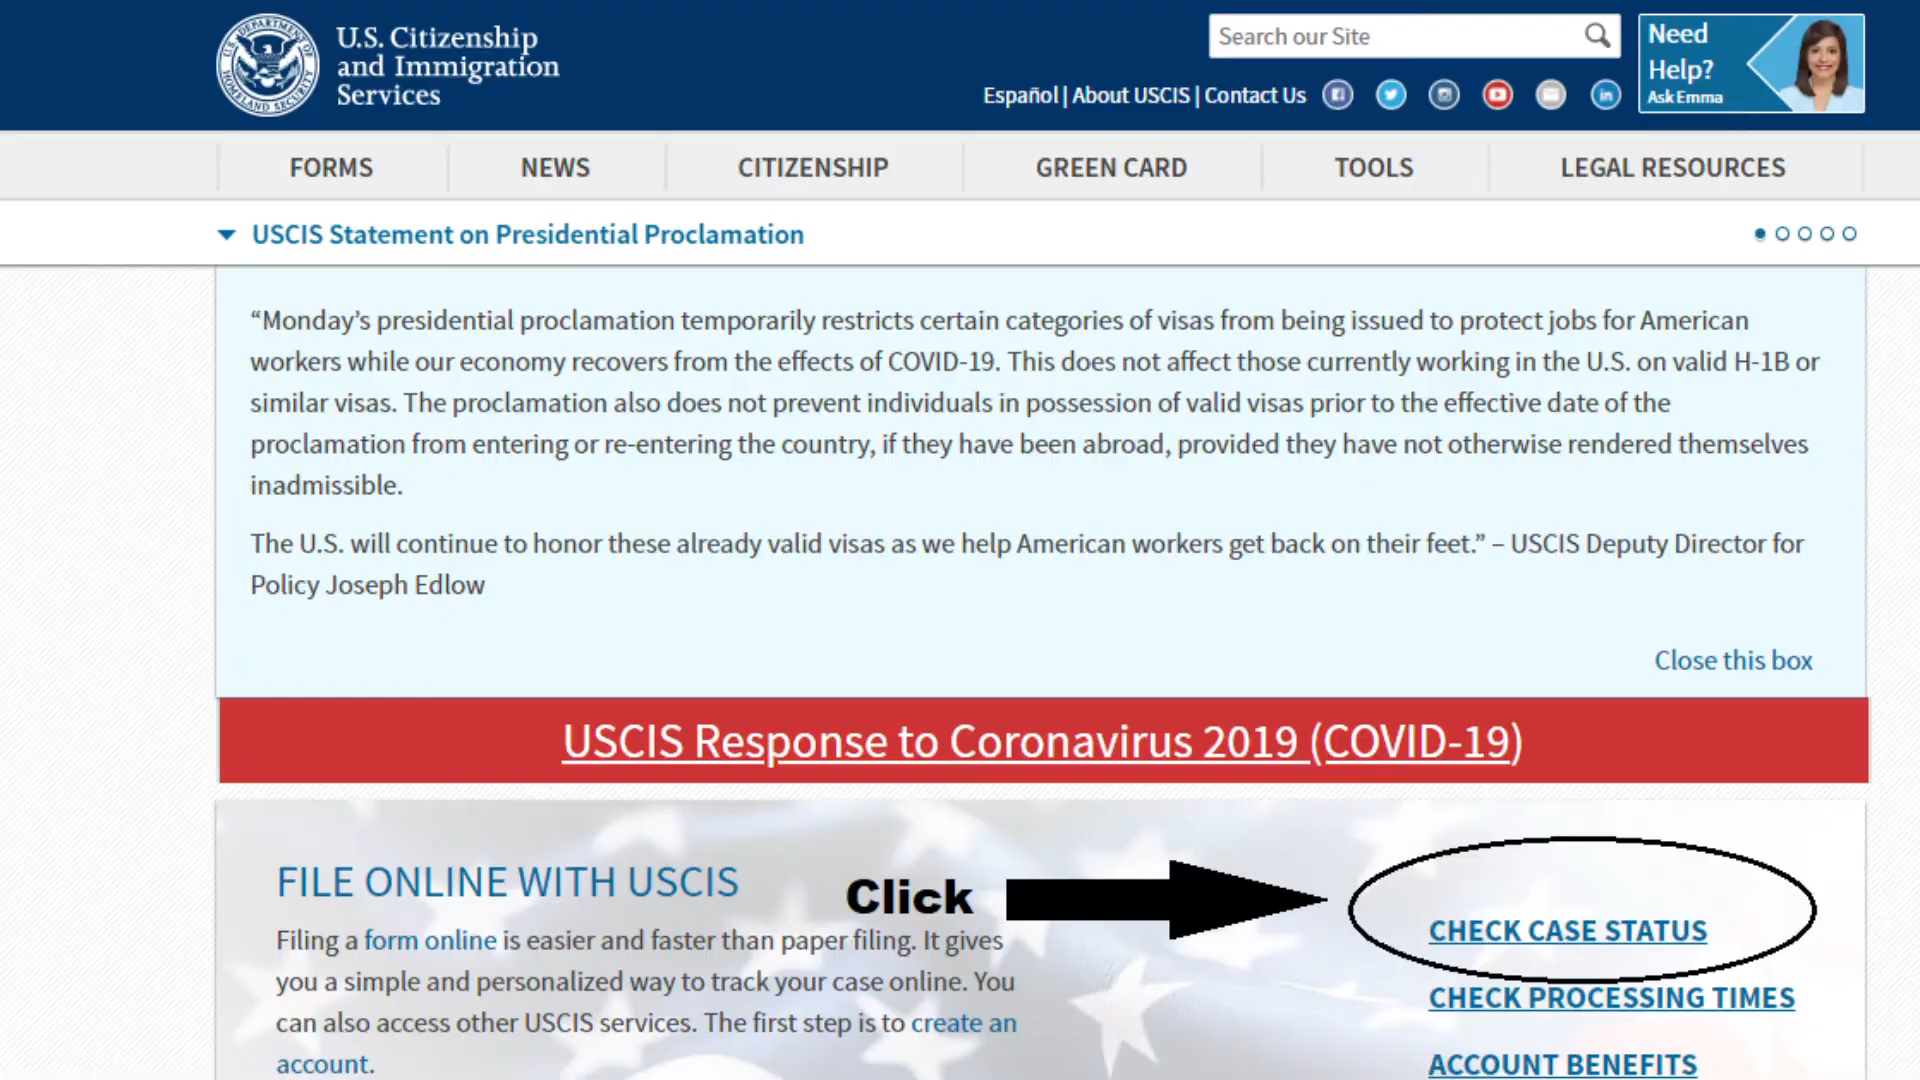 U.S. Citizenship
and Immigration
Services
Search our Site
Need
Help?
Ask Emma
Español | About USCIS | Contact Us
FORMS
NEWS
CITIZENSHIP
GREEN CARD
TOOLS
LEGAL RESOURCES
USCIS Statement on Presidential Proclamation
“Monday’s presidential proclamation temporarily restricts certain categories of visas from being issued to protect jobs for American
workers while our economy recovers from the effects of COVID-19. This does not affect those currently working in the U.S. on valid H-1B or
similar visas. The proclamation also does not prevent individuals in possession of valid visas prior to the effective date of the
proclamation from entering or re-entering the country, if they have been abroad, provided they have not otherwise rendered themselves
inadmissible.
The U.S. will continue to honor these already valid visas as we help American workers get back on their feet.” – USCIS Deputy Director for
Policy Joseph Edlow
Close this box
USCIS Response to Coronavirus 2019 (COVID-19)
FILE ONLINE WITH USCIS
Filing a form online is easier and faster than paper filing. It gives
you a simple and personalized way to track your case online. You
can also access other USCIS services. The first step is to create an
account.
Click
CHECK CASE STATUS
CHECK PROCESSING TIMES
ACCOUNT BENEFITS